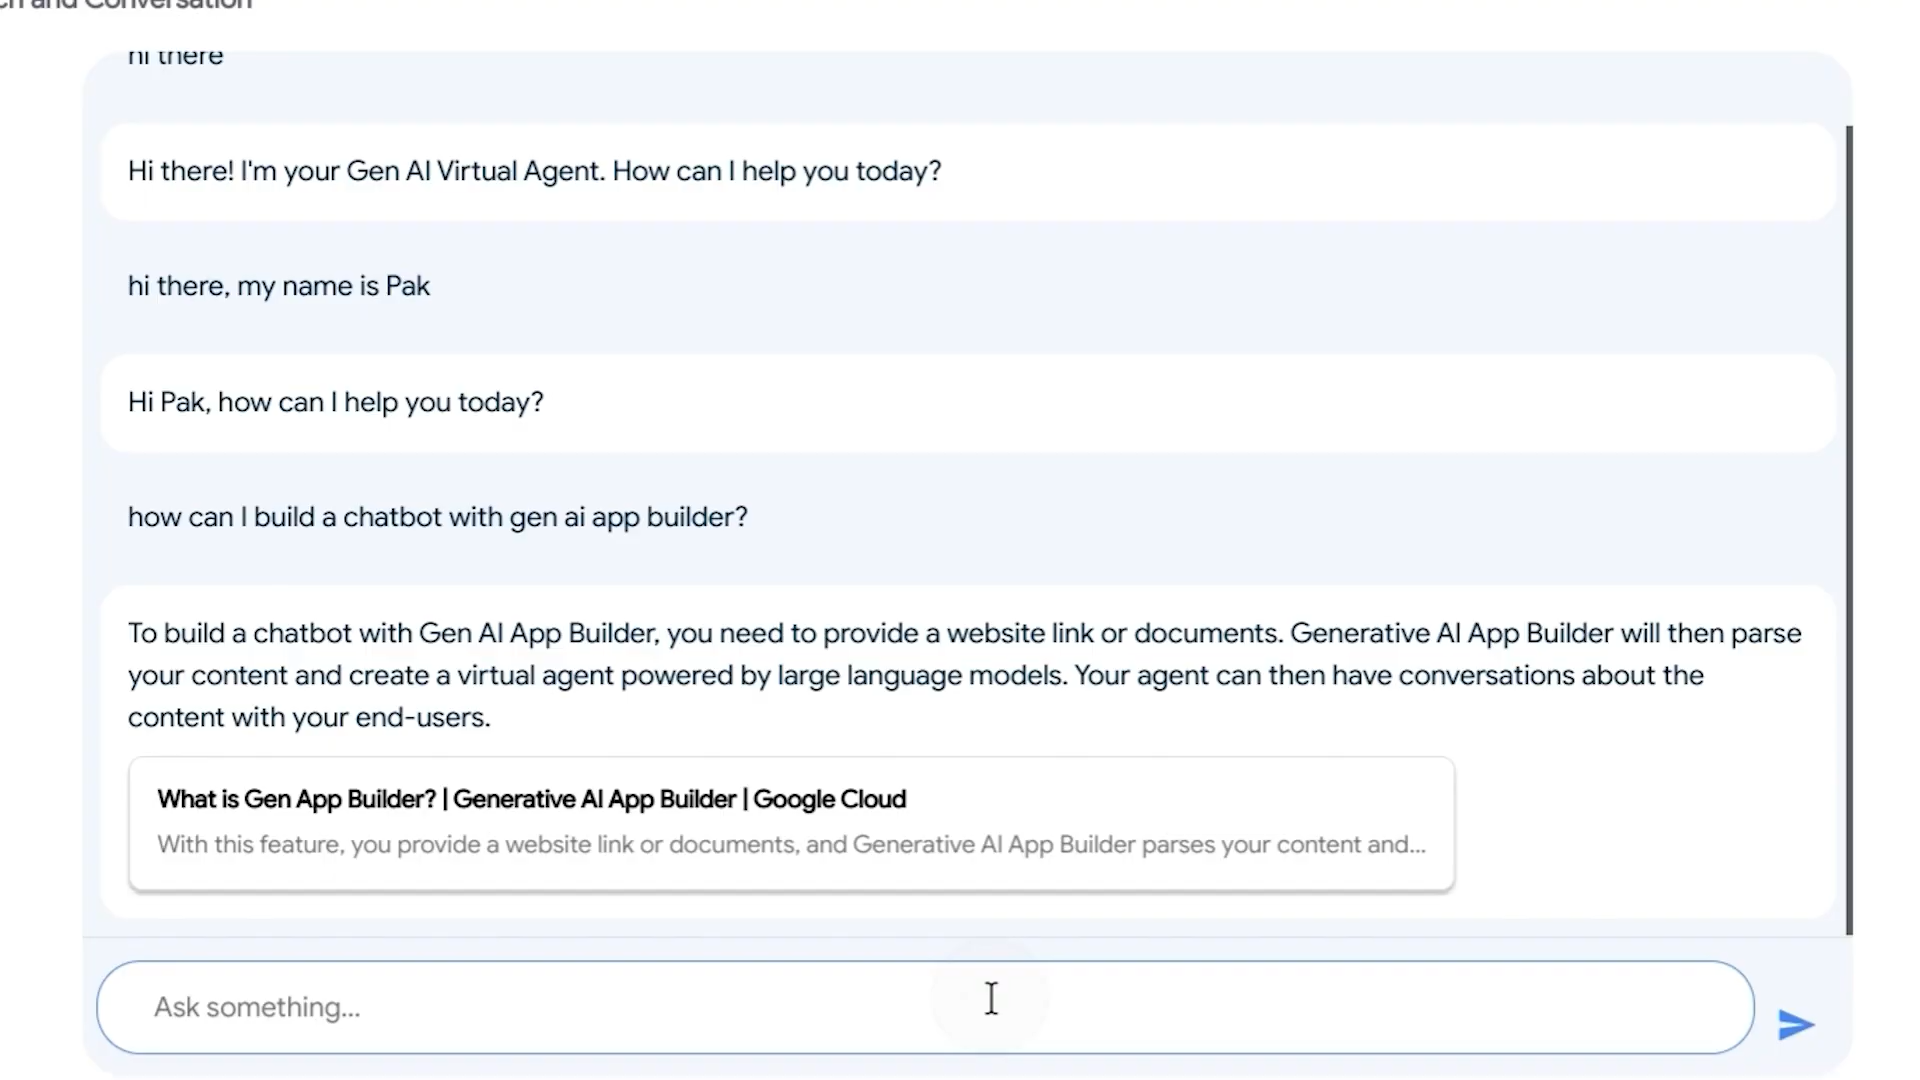 and Conversation
hi there
Hi there! I'm your Gen AI Virtual Agent. How can I help you today?
hi there, my name is Pak
Hi Pak, how can I help you today?
how can I build a chatbot with gen ai app builder?
To build a chatbot with Gen AI App Builder, you need to provide a website link or documents. Generative AI App Builder will then parse
your content and create a virtual agent powered by large language models. Your agent can then have conversations about the
content with your end-users.
What is Gen App Builder? | Generative AI App Builder | Google Cloud
With this feature, you provide a website link or documents, and Generative AI App Builder parses your content and...
Ask something...